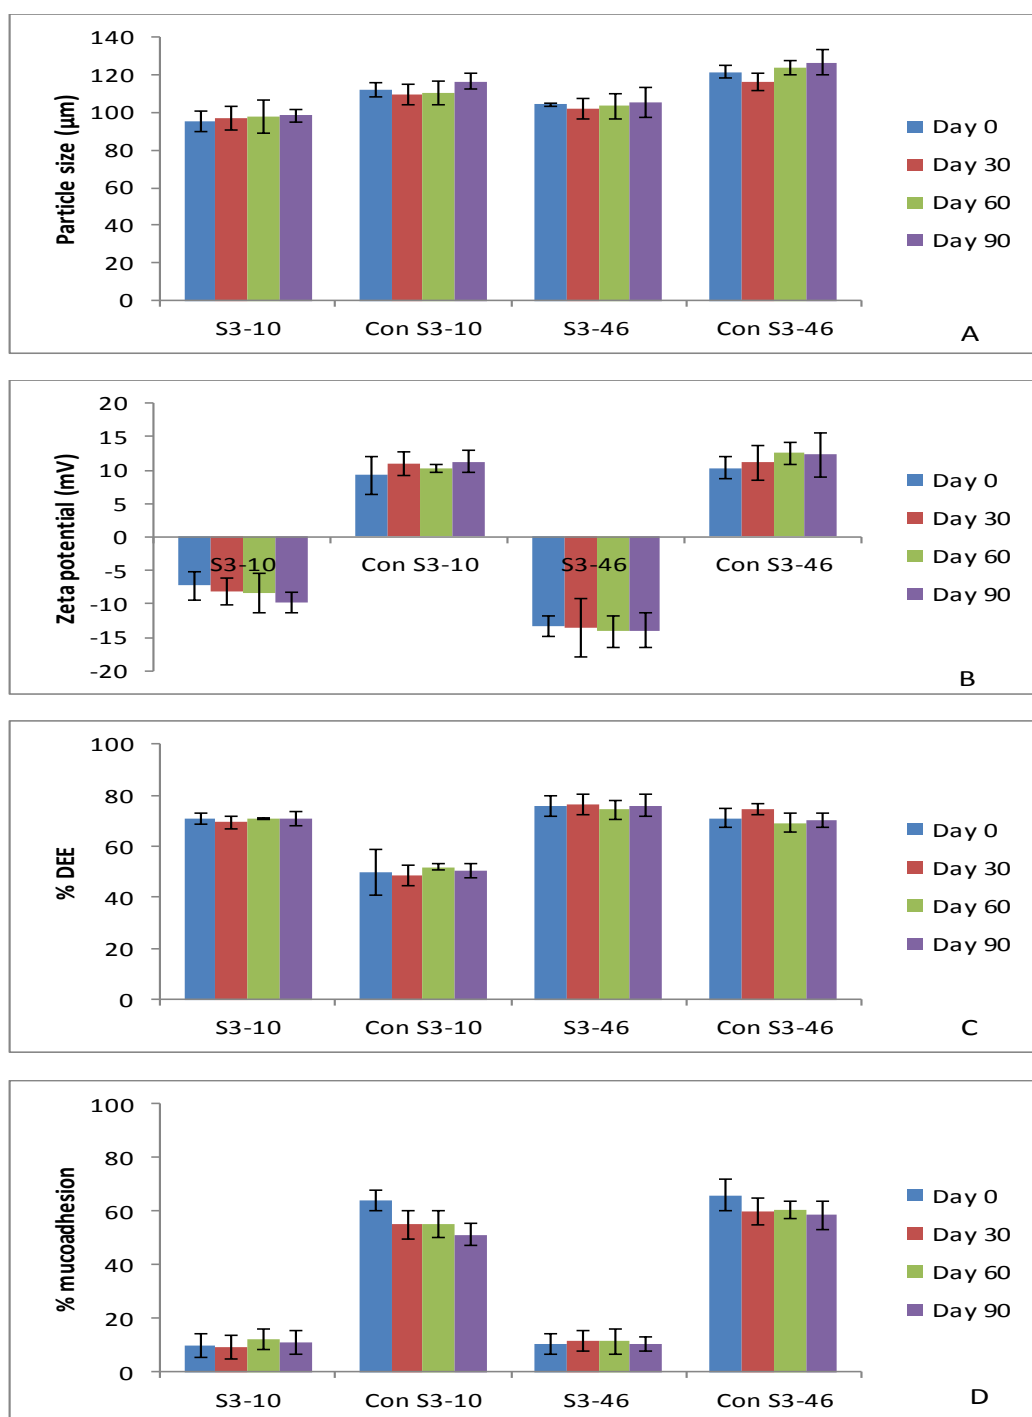 140
120
100
80
60
40
20
0
Particle size (µm)
S3-10 Con S3-10 S3-46 Con S3-46
Day 0
Day 30
Day 60
Day 90
A
20
15
10
5
0
-5
-10
-15
-20
Zeta potential (mV)
S3-10 Con S3-10 S3-46 Con S3-46
Day 0
Day 30
Day 60
Day 90
B
100
80
60
40
20
0
% DEE
S3-10 Con S3-10 S3-46 Con S3-46
Day 0
Day 30
Day 60
Day 90
C
100
80
60
40
20
0
% mucoadhesion
S3-10 Con S3-10 S3-46 Con S3-46
Day 0
Day 30
Day 60
Day 90
D